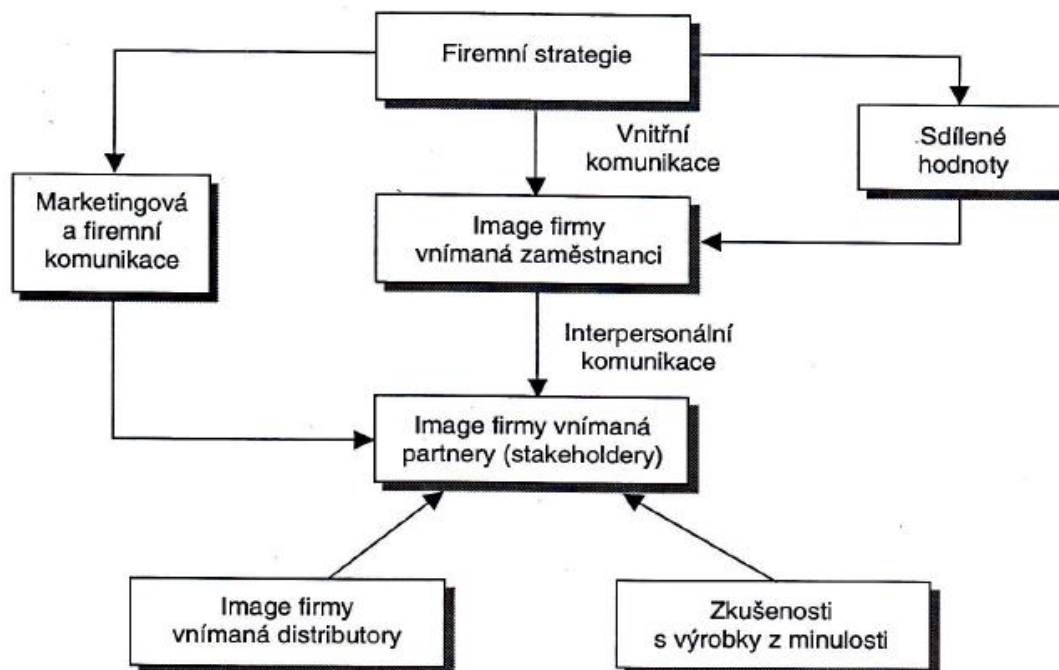 Firemní strategie
Vnitřní
komunikace
Sdílené
hodnoty
Marketingová
a firemní
komunikace
Image firmy
vnímaná zaměstnanci
Interpersonální
komunikace
Image firmy vnímaná
partnery (stakeholdery)
Image firmy
vnímaná distributory
Zkušenosti
s výrobky z minulosti